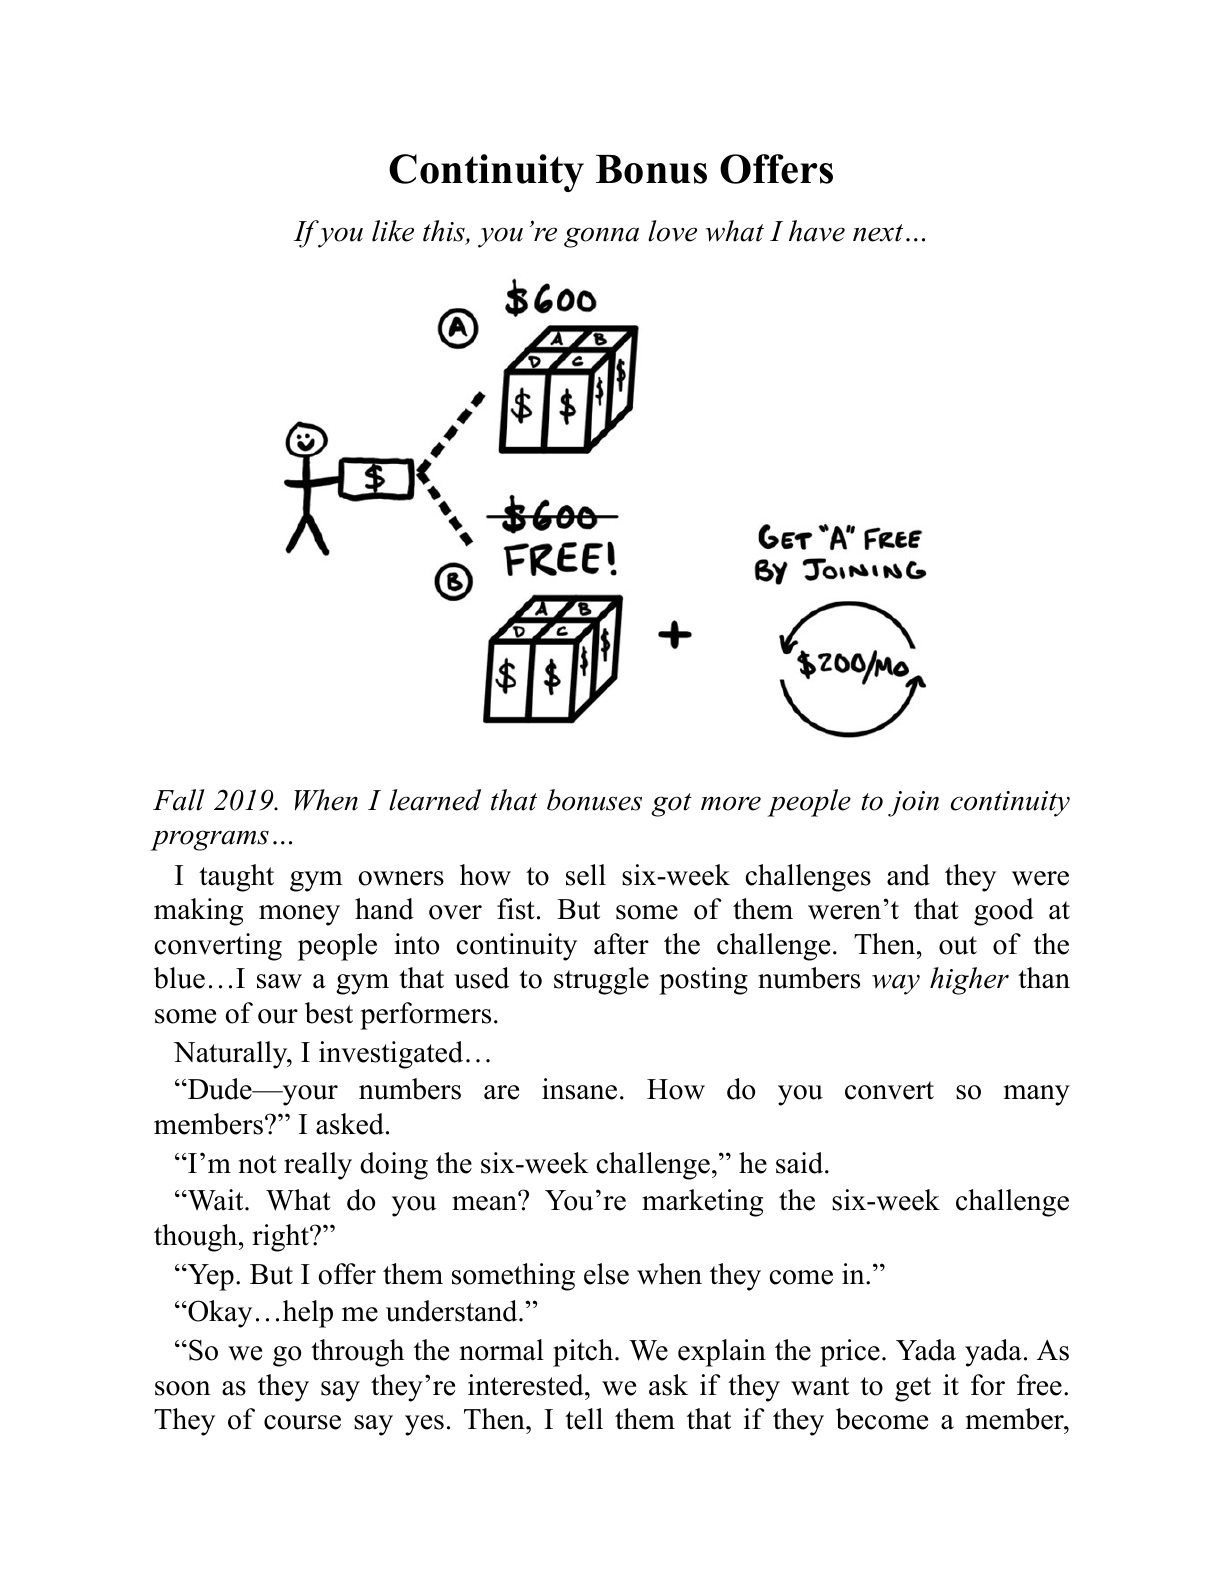 Continuity Bonus Offers
If you like this, you’re gonna love what I have next…
$600
A
A B
D C
$ $ $ $
$
$600
FREE!
B
A B
D C
$ $ $ $
+
GET "A" FREE
BY JOINING
$200/MO
Fall 2019. When I learned that bonuses got more people to join continuity
programs…
I taught gym owners how to sell six-week challenges and they were
making money hand over fist. But some of them weren’t that good at
converting people into continuity after the challenge. Then, out of the
blue…I saw a gym that used to struggle posting numbers way higher than
some of our best performers.
Naturally, I investigated…
“Dude—your numbers are insane. How do you convert so many
members?” I asked.
“I’m not really doing the six-week challenge,” he said.
“Wait. What do you mean? You’re marketing the six-week challenge
though, right?”
“Yep. But I offer them something else when they come in.”
“Okay…help me understand.”
“So we go through the normal pitch. We explain the price. Yada yada. As
soon as they say they’re interested, we ask if they want to get it for free.
They of course say yes. Then, I tell them that if they become a member,